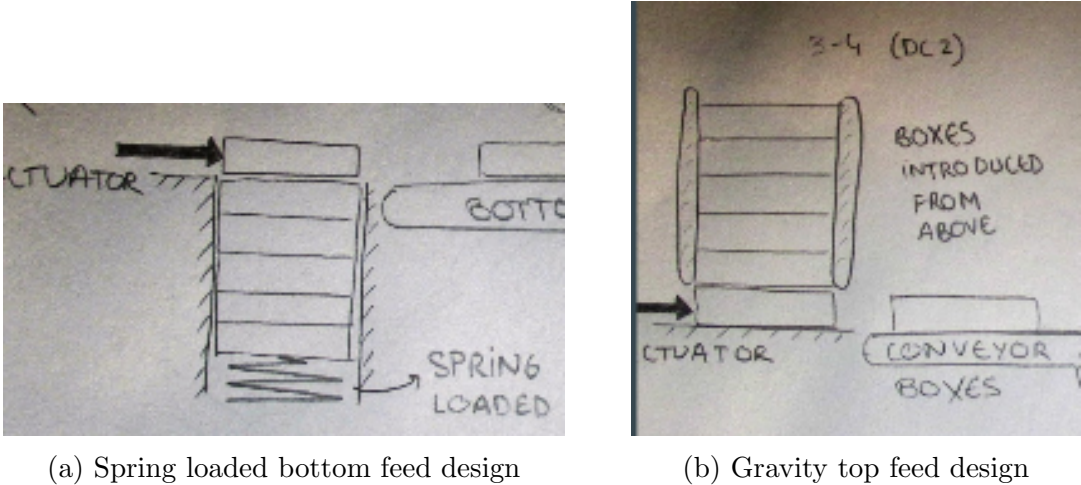 CTUATOR
BOTTO
SPRING
LOADED
(a) Spring loaded bottom feed design
3-4 (DC2)
BOXES
INTRODUCED
FROM
ABOVE
CTUATOR
CONVEYOR
BOXES
(b) Gravity top feed design